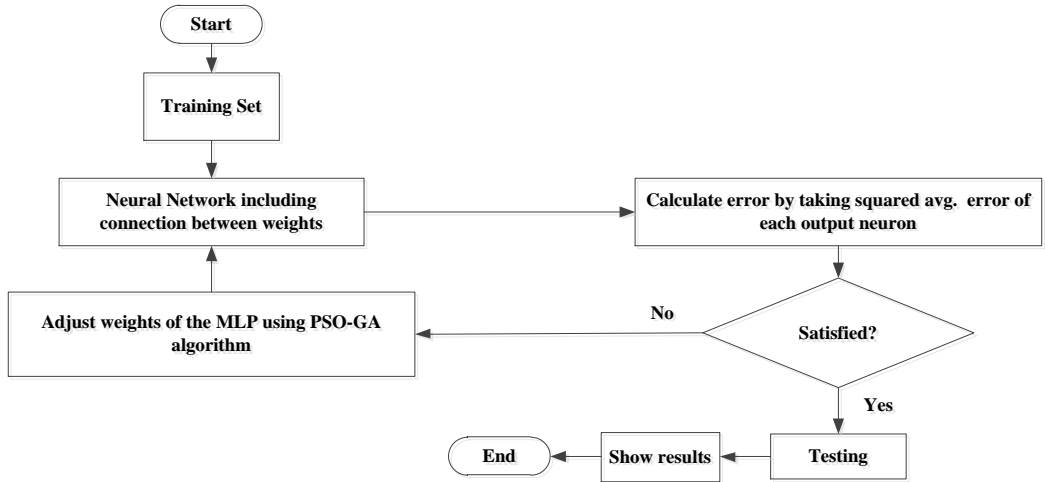 Start
Training Set
Neural Network including
connection between weights
Calculate error by taking squared avg. error of
each output neuron
Satisfied?
No
Adjust weights of the MLP using PSO-GA
algorithm
Yes
Testing
Show results
End